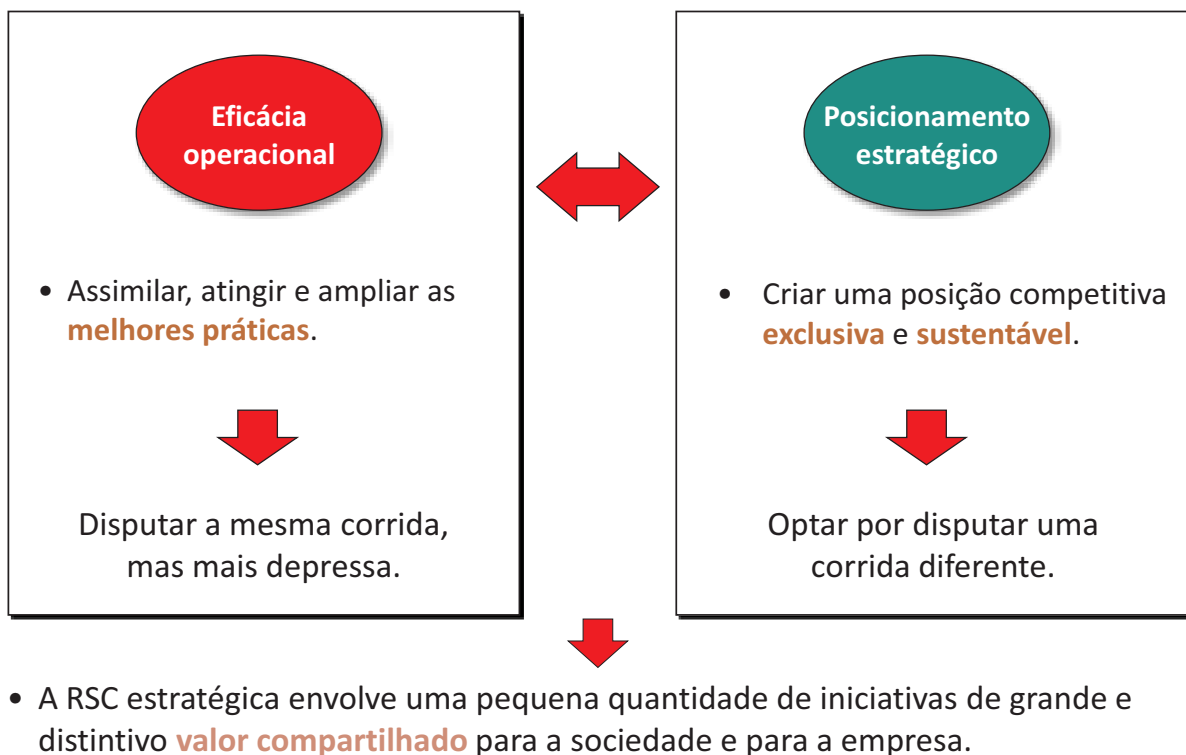 Eficácia
operacional
• Assimilar, atingir e ampliar as
melhores práticas.
Disputar a mesma corrida,
mas mais depressa.
Posicionamento
estratégico
• Criar uma posição competitiva
exclusiva e sustentável.
Optar por disputar uma
corrida diferente.
• A RSC estratégica envolve uma pequena quantidade de iniciativas de grande e
distintivo valor compartilhado para a sociedade e para a empresa.